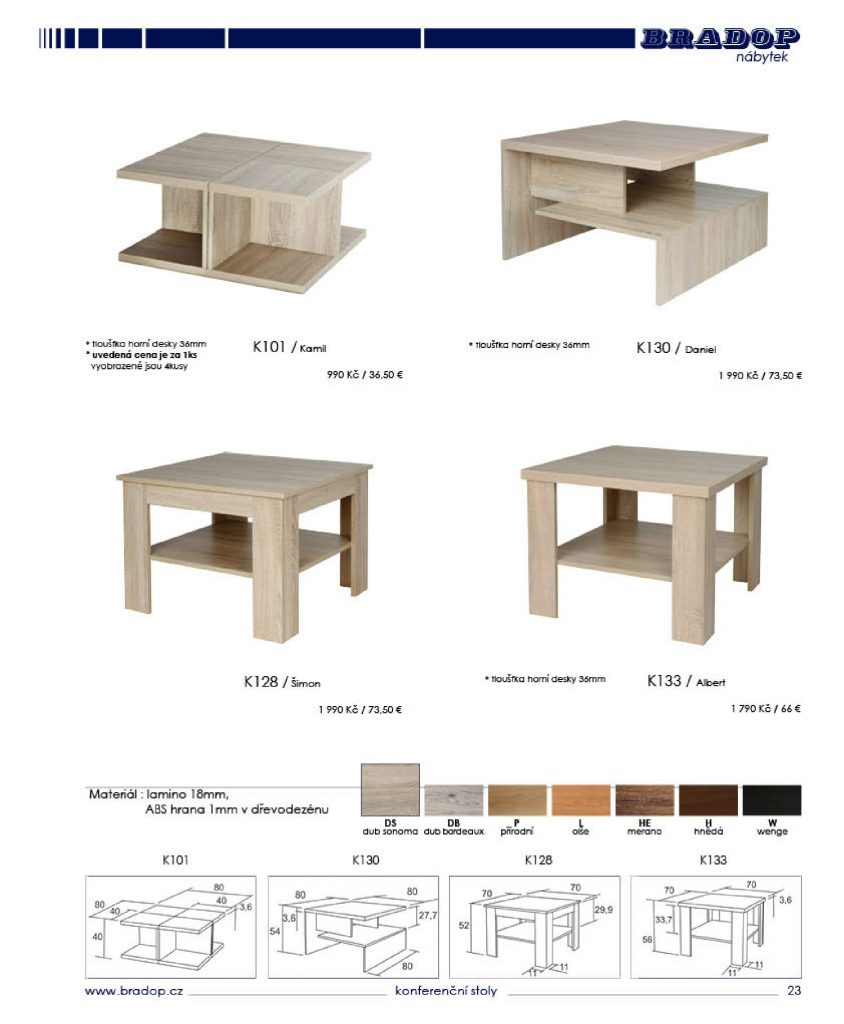 BRADOP
nábytek
* tloušťka horní desky 36mm
* uvedená cena je za 1ks
vyobrazené jsou 4kusy
K101 / Kamil
990 Kč / 36,50 €
* tloušťka horní desky 36mm
K130 / Daniel
1 990 Kč / 73,50 €
K128 / Šimon
1 990 Kč / 73,50 €
* tloušťka horní desky 36mm
K133 / Albert
1 790 Kč / 66 €
Materiál : lamino 18mm,
ABS hrana 1mm v dřevodezénu
DS
dub sonoma
DB
dub bordeaux
P
přírodní
L
olše
HE
merano
H
hnědá
W
wenge
K101
80
80
40
40
3,6
40
K130
80
80
3,6
27,7
54
80
K128
70
70
29,9
52
11
11
K133
70
70
3,6
33,7
56
11
11
www.bradop.cz
konferenční stoly
23